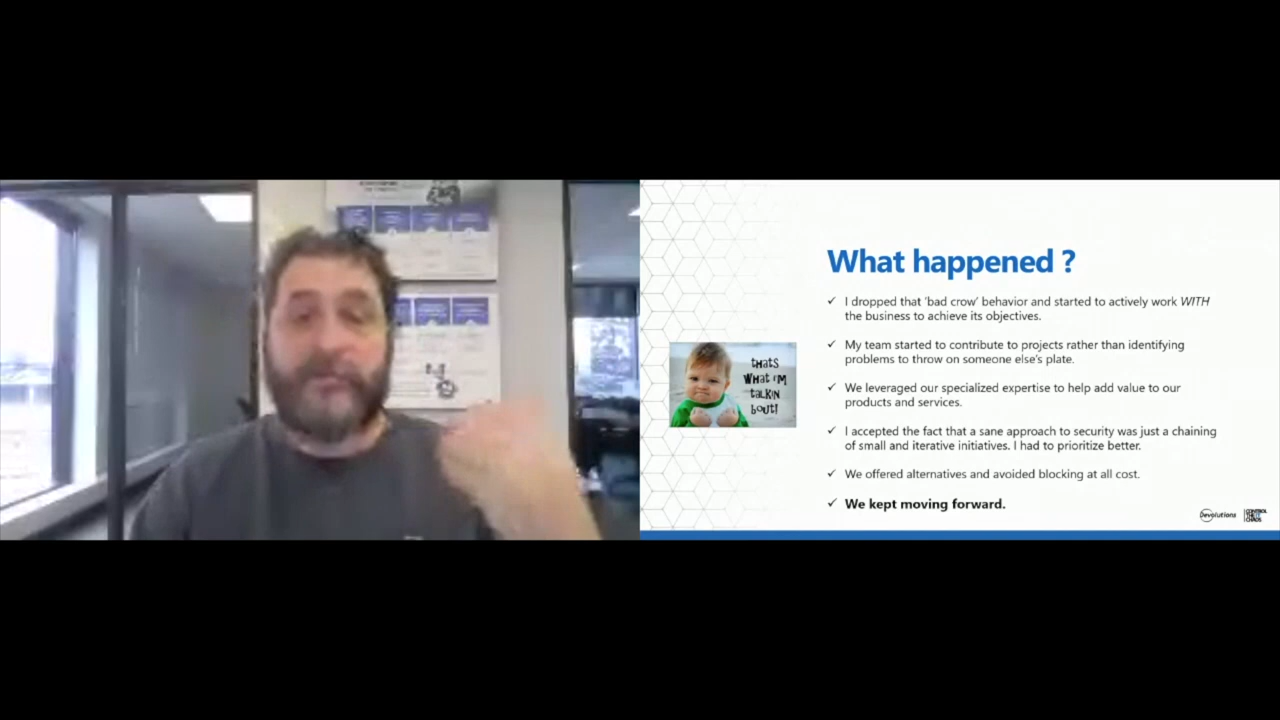 What happened ?
✓ I dropped that 'bad crow' behavior and started to actively work WITH
the business to achieve its objectives.
✓ My team started to contribute to projects rather than identifying
problems to throw on someone else's plate.
✓ We leveraged our specialized expertise to help add value to our
products and services.
✓ I accepted the fact that a sane approach to security was just a chaining
of small and iterative initiatives. I had to prioritize better.
✓ We offered alternatives and avoided blocking at all cost.
✓ We kept moving forward.
THATS
WHAT I'M
TALKIN
BOUT!
Devolutions
CONTROL
THE IT
CHAOS